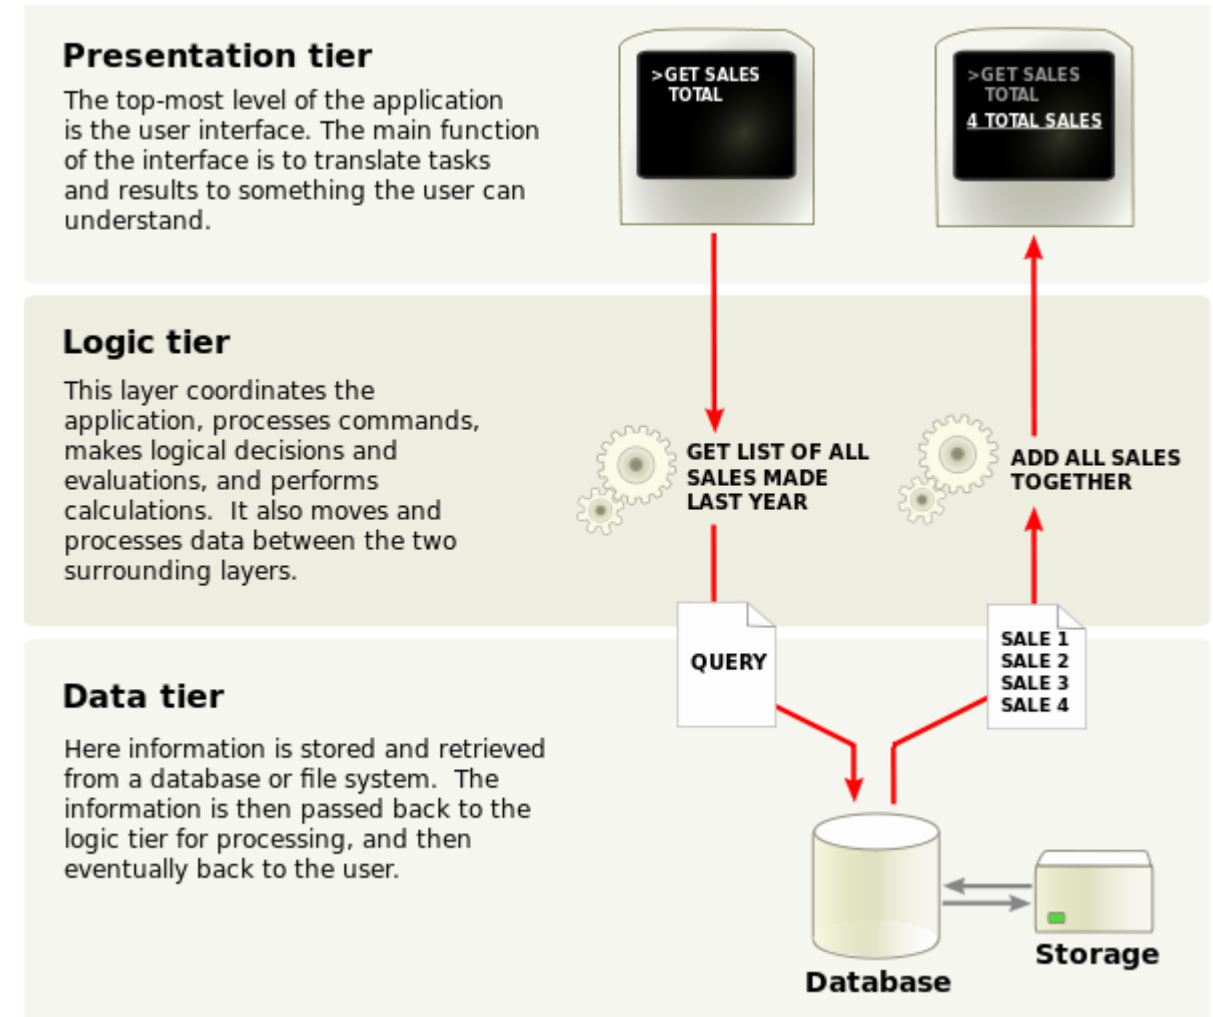 Presentation tier
The top-most level of the application
is the user interface. The main function
of the interface is to translate tasks
and results to something the user can
understand.
>GET SALES
TOTAL
>GET SALES
TOTAL
4 TOTAL SALES
Logic tier
This layer coordinates the
application, processes commands,
makes logical decisions and
evaluations, and performs
calculations.  It also moves and
processes data between the two
surrounding layers.
GET LIST OF ALL
SALES MADE
LAST YEAR
ADD ALL SALES
TOGETHER
QUERY
SALE 1
SALE 2
SALE 3
SALE 4
Data tier
Here information is stored and retrieved
from a database or file system.  The
information is then passed back to the
logic tier for processing, and then
eventually back to the user.
Database
Storage